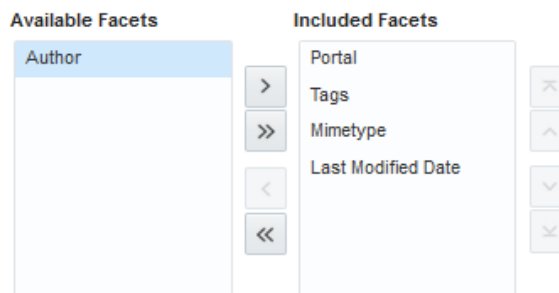 Available Facets
Included Facets
Author
Portal
Tags
Mimetype
Last Modified Date